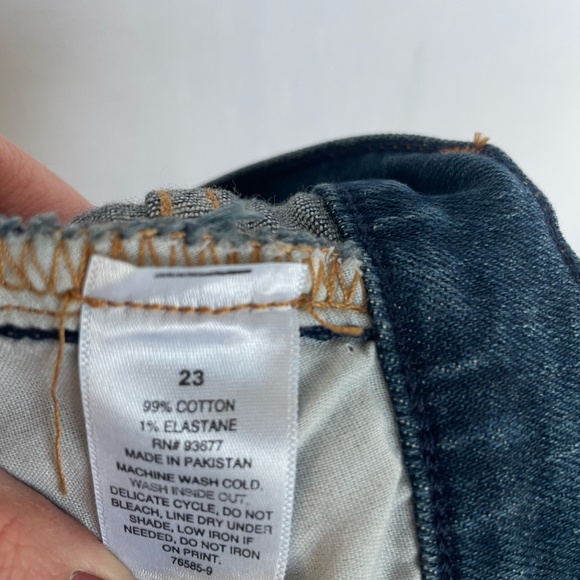 23
99% COTTON
1% ELASTANE
RN# 93677
MADE IN PAKISTAN
MACHINE WASH COLD.
WASH INSIDE OUT.
DELICATE CYCLE, DO NOT
BLEACH, LINE DRY UNDER
SHADE, LOW IRON IF
NEEDED, DO NOT IRON
ON PRINT.
76585-9